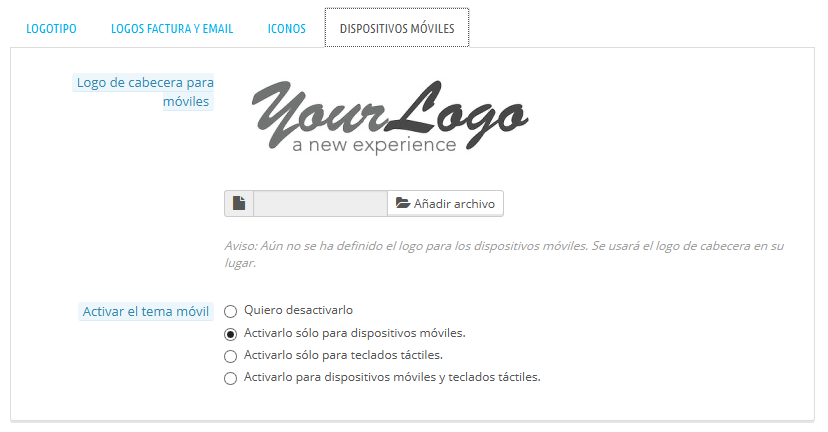 LOGOTIPO LOGOS FACTURA Y EMAIL ICONOS DISPOSITIVOS MÓVILES
Logo de cabecera para
móviles
YourLogo
a new experience
Añadir archivo
Aviso: Aún no se ha definido el logo para los dispositivos móviles. Se usará el logo de cabecera en su
lugar.
Activar el tema móvil
Quiero desactivarlo
Activarlo sólo para dispositivos móviles.
Activarlo sólo para teclados táctiles.
Activarlo para dispositivos móviles y teclados táctiles.